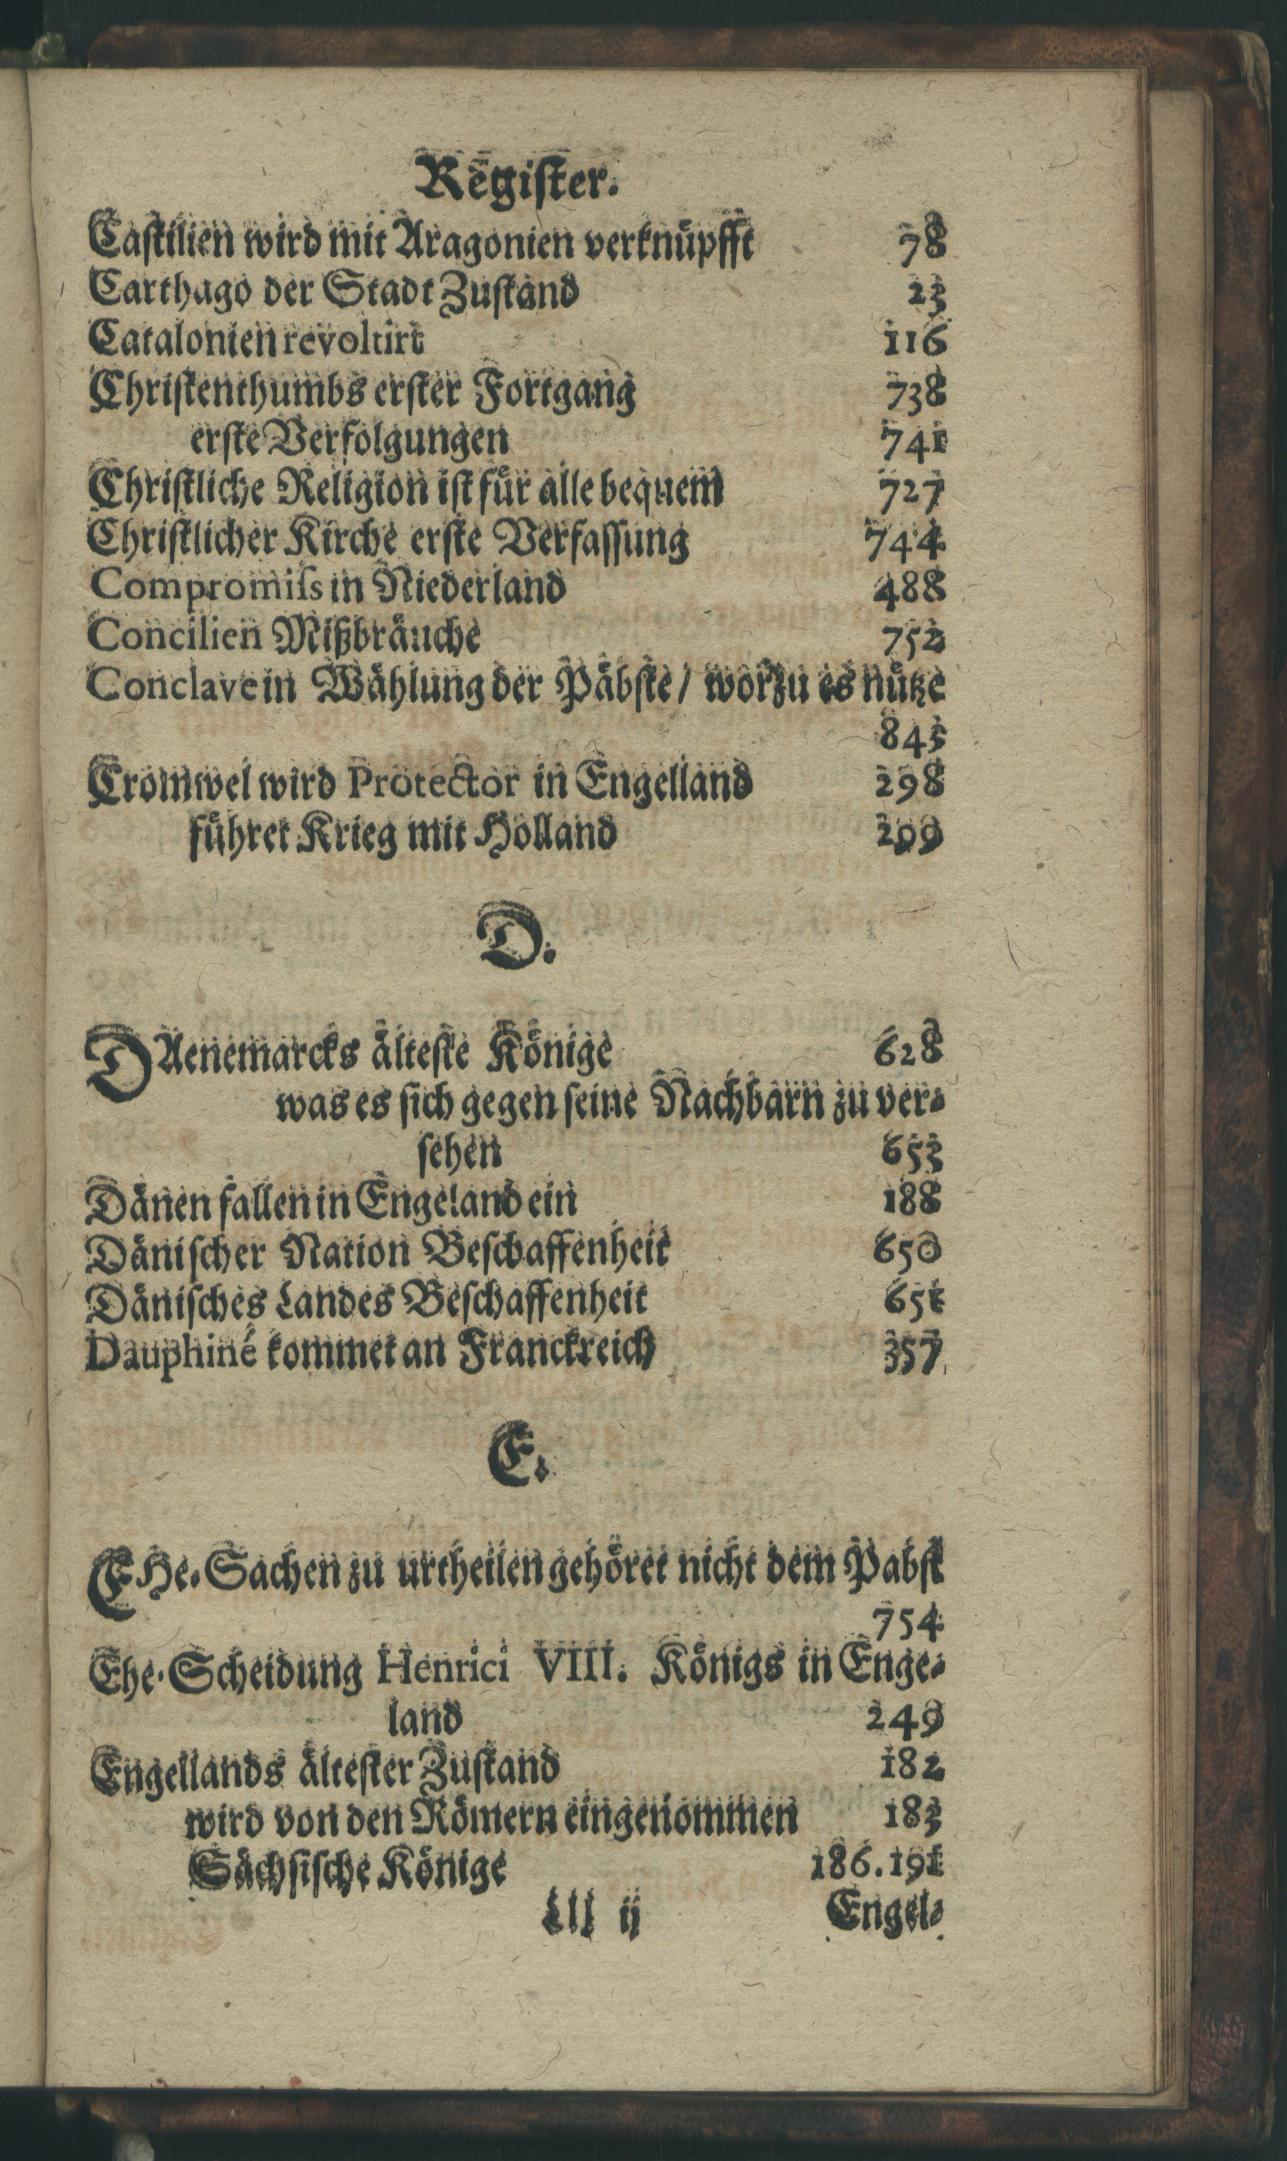 Register.
Castilien wird mit Aragonien verknüpfft 78
Carthago der Stadt Zustand 23
Catalonien revoltirt 116
Christenthumbs erster Fortgang 738
erste Verfolgungen 741
Christliche Religion ist für alle bequem 727
Christlicher Kirche erste Verfassung 744
Compromiss in Niederland 488
Concilien Mißbräuche 752
Conclave in Wählung der Päbste / worzu es nütze
845
Cromwel wird Protector in Engelland 298
führet Krieg mit Holland 299
D.
DAenemarcks älteste Könige 628
was es sich gegen seine Nachbarn zu ver-
sehen 653
Dänen fallen in Engeland ein 188
Dänischer Nation Beschaffenheit 650
Dänisches Landes Beschaffenheit 651
Dauphiné kommet an Franckreich 357
E.
EHe-Sachen zu urtheilen gehöret nicht dem Pabst
754
Ehe-Scheidung Henrici VIII. Königs in Enge-
land 249
Engellands ältester Zustand 182
wird von den Römern eingenommen 183
Sächsische Könige 186. 191
Lll ij Engel-